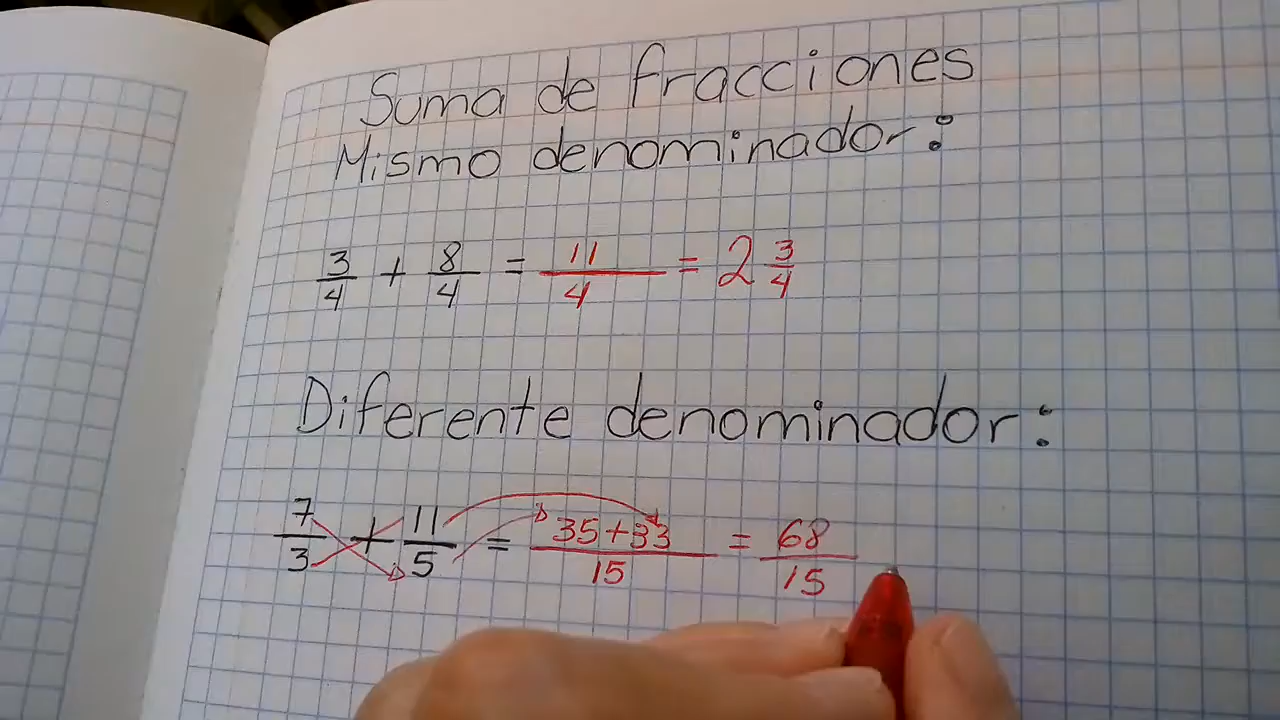 Suma de fracciones
Mismo denominador:
3/4 + 8/4 = 11/4 = 2 3/4
Diferente denominador:
7/3 + 11/5 = 35+33/15 = 68/15